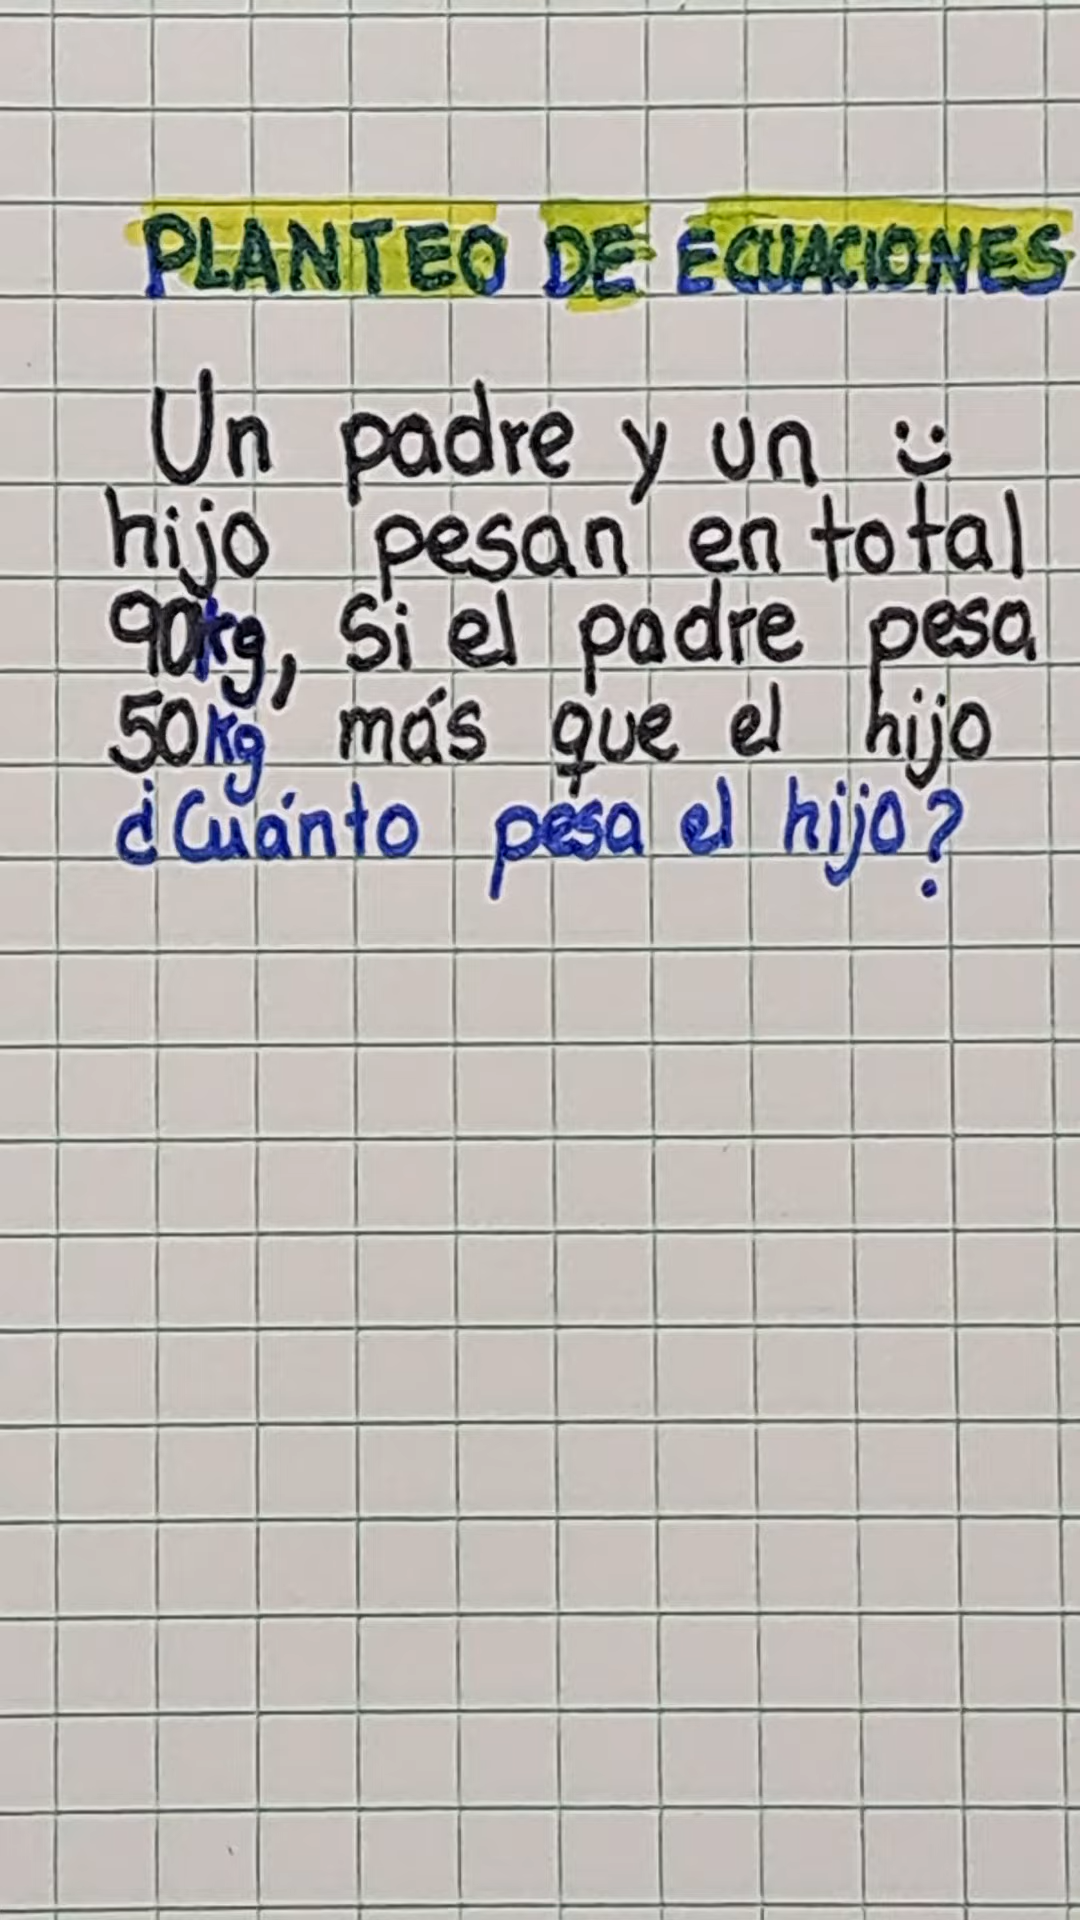 PLANTEO DE ECUACIONES
Un padre y un
hijo pesan en total
90kg, Si el padre pesa
50kg más que el hijo
¿Cuánto pesa el hijo?